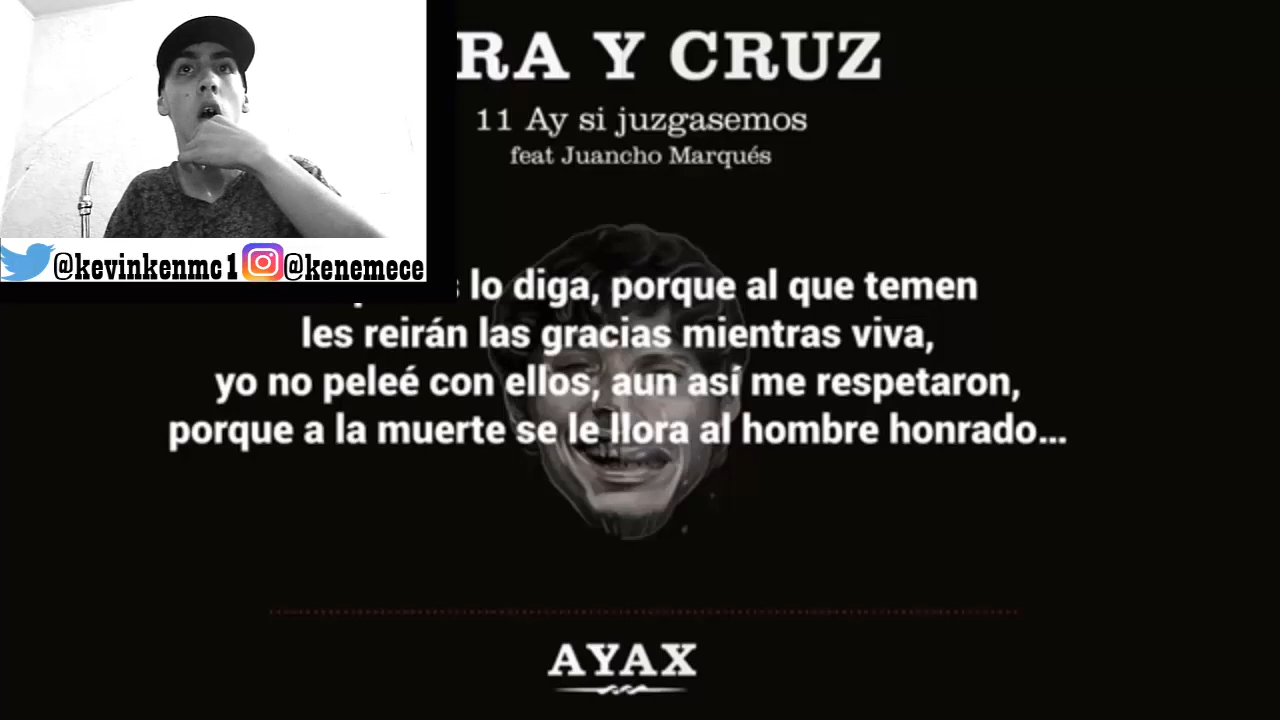 RA Y CRUZ
11 Ay si juzgasemos
feat Juancho Marqués
@kevinkenmc1 @kenemece
lo diga, porque al que temen
les reirán las gracias mientras viva,
yo no peleé con ellos, aun así me respetaron,
porque a la muerte se le llora al hombre honrado...
AYAX